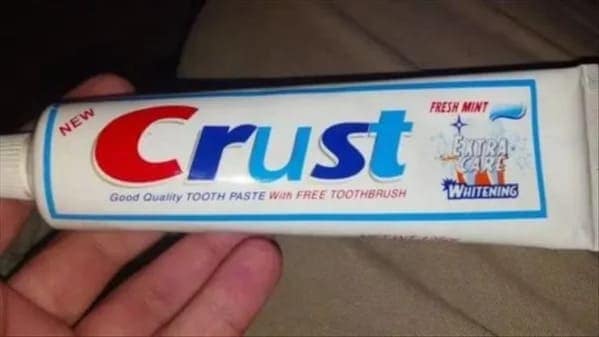 NEW
Crust
Good Quality TOOTH PASTE With FREE TOOTHBRUSH
FRESH MINT
EXTRA
CARE
WHITENING